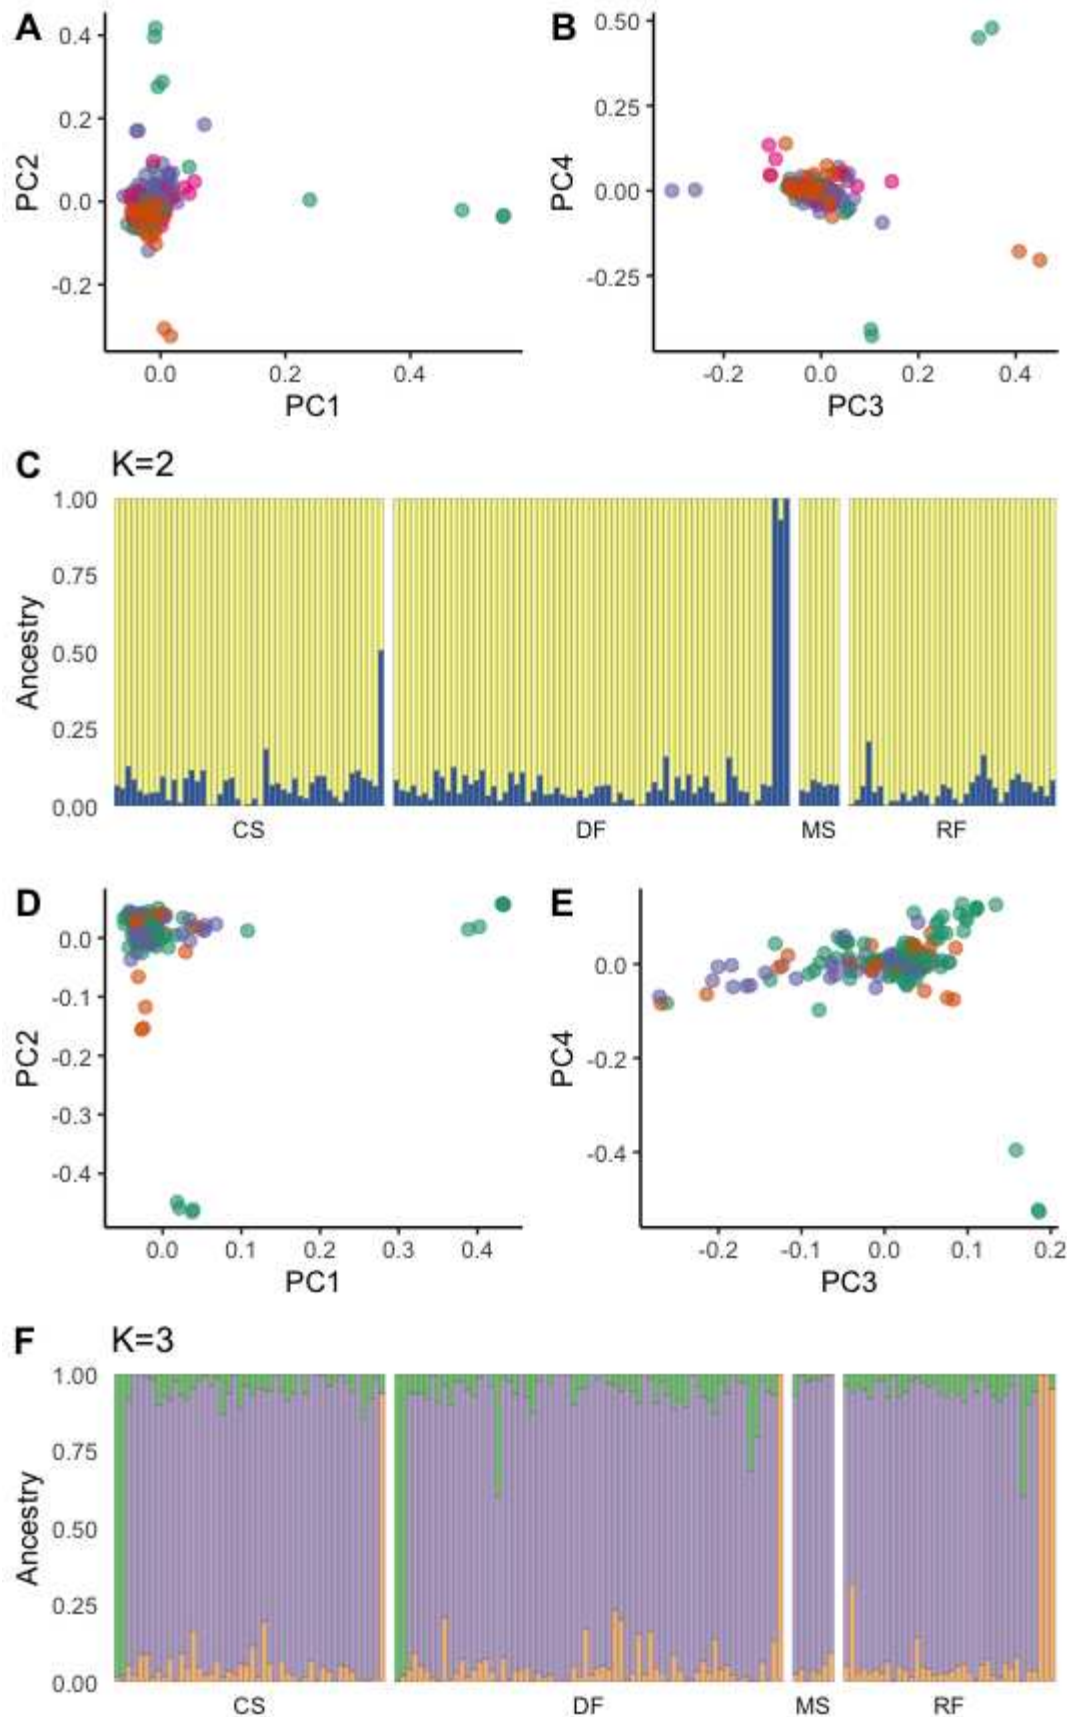 A
0.4
0.2
0.0
-0.2
PC2
0.0 0.2 0.4
PC1
B
0.50
0.25
0.00
-0.25
PC4
-0.2 0.0 0.2 0.4
PC3
C K=2
1.00
0.75
0.50
0.25
0.00
Ancestry
CS DF MS RF
D
0.0
-0.1
-0.2
-0.3
-0.4
PC2
0.0 0.1 0.2 0.3 0.4
PC1
E
0.0
-0.2
-0.4
PC4
-0.2 -0.1 0.0 0.1 0.2
PC3
F K=3
1.00
0.75
0.50
0.25
0.00
Ancestry
CS DF MS RF